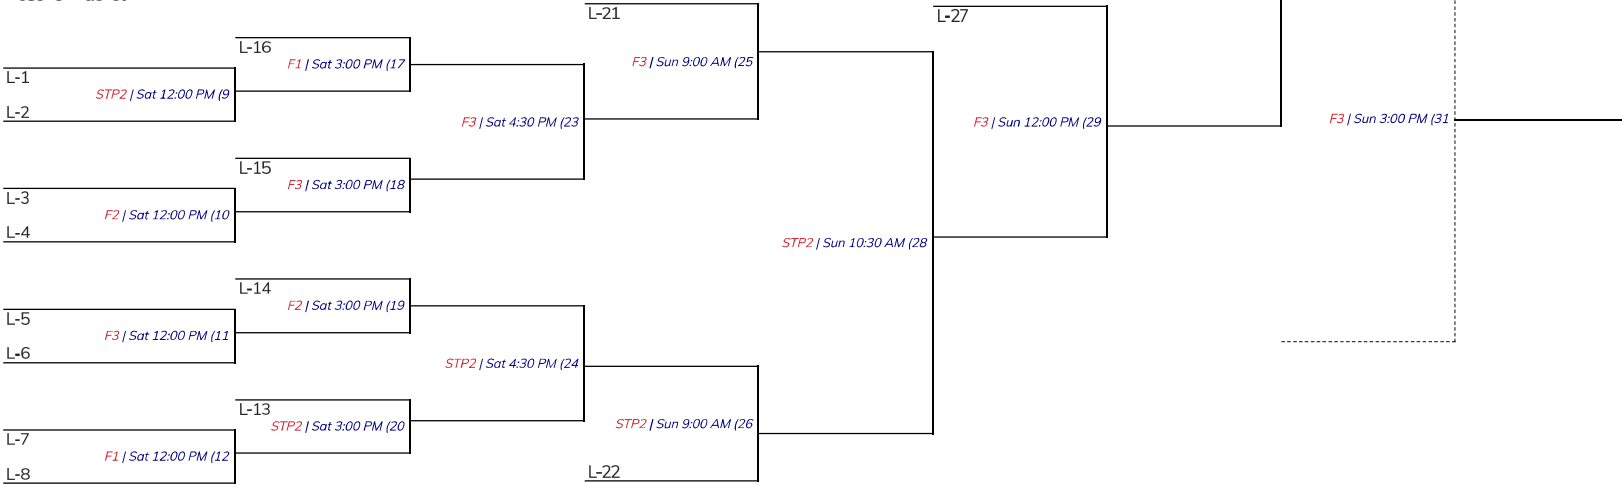 L-21
L-27
L-16
F1 | Sat 3:00 PM (17
F3 | Sun 9:00 AM (25
L-1
STP2 | Sat 12:00 PM (9
L-2
F3 | Sat 4:30 PM (23
F3 | Sun 12:00 PM (29
F3 | Sun 3:00 PM (31
L-15
F3 | Sat 3:00 PM (18
L-3
F2 | Sat 12:00 PM (10
L-4
STP2 | Sun 10:30 AM (28
L-14
F2 | Sat 3:00 PM (19
L-5
F3 | Sat 12:00 PM (11
L-6
STP2 | Sat 4:30 PM (24
L-13
STP2 | Sat 3:00 PM (20
STP2 | Sun 9:00 AM (26
L-7
F1 | Sat 12:00 PM (12
L-8
L-22